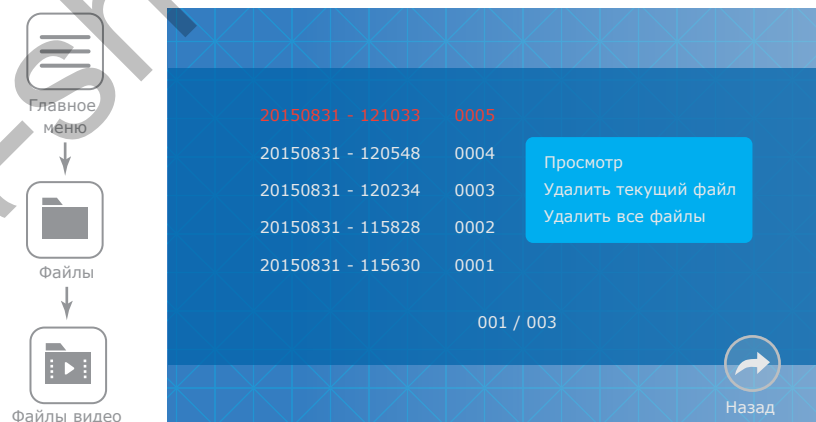 Главное
меню
Файлы
Файлы видео
20150831 - 121033 0005
20150831 - 120548 0004
20150831 - 120234 0003
20150831 - 115828 0002
20150831 - 115630 0001
Просмотр
Удалить текущий файл
Удалить все файлы
001 / 003
Назад